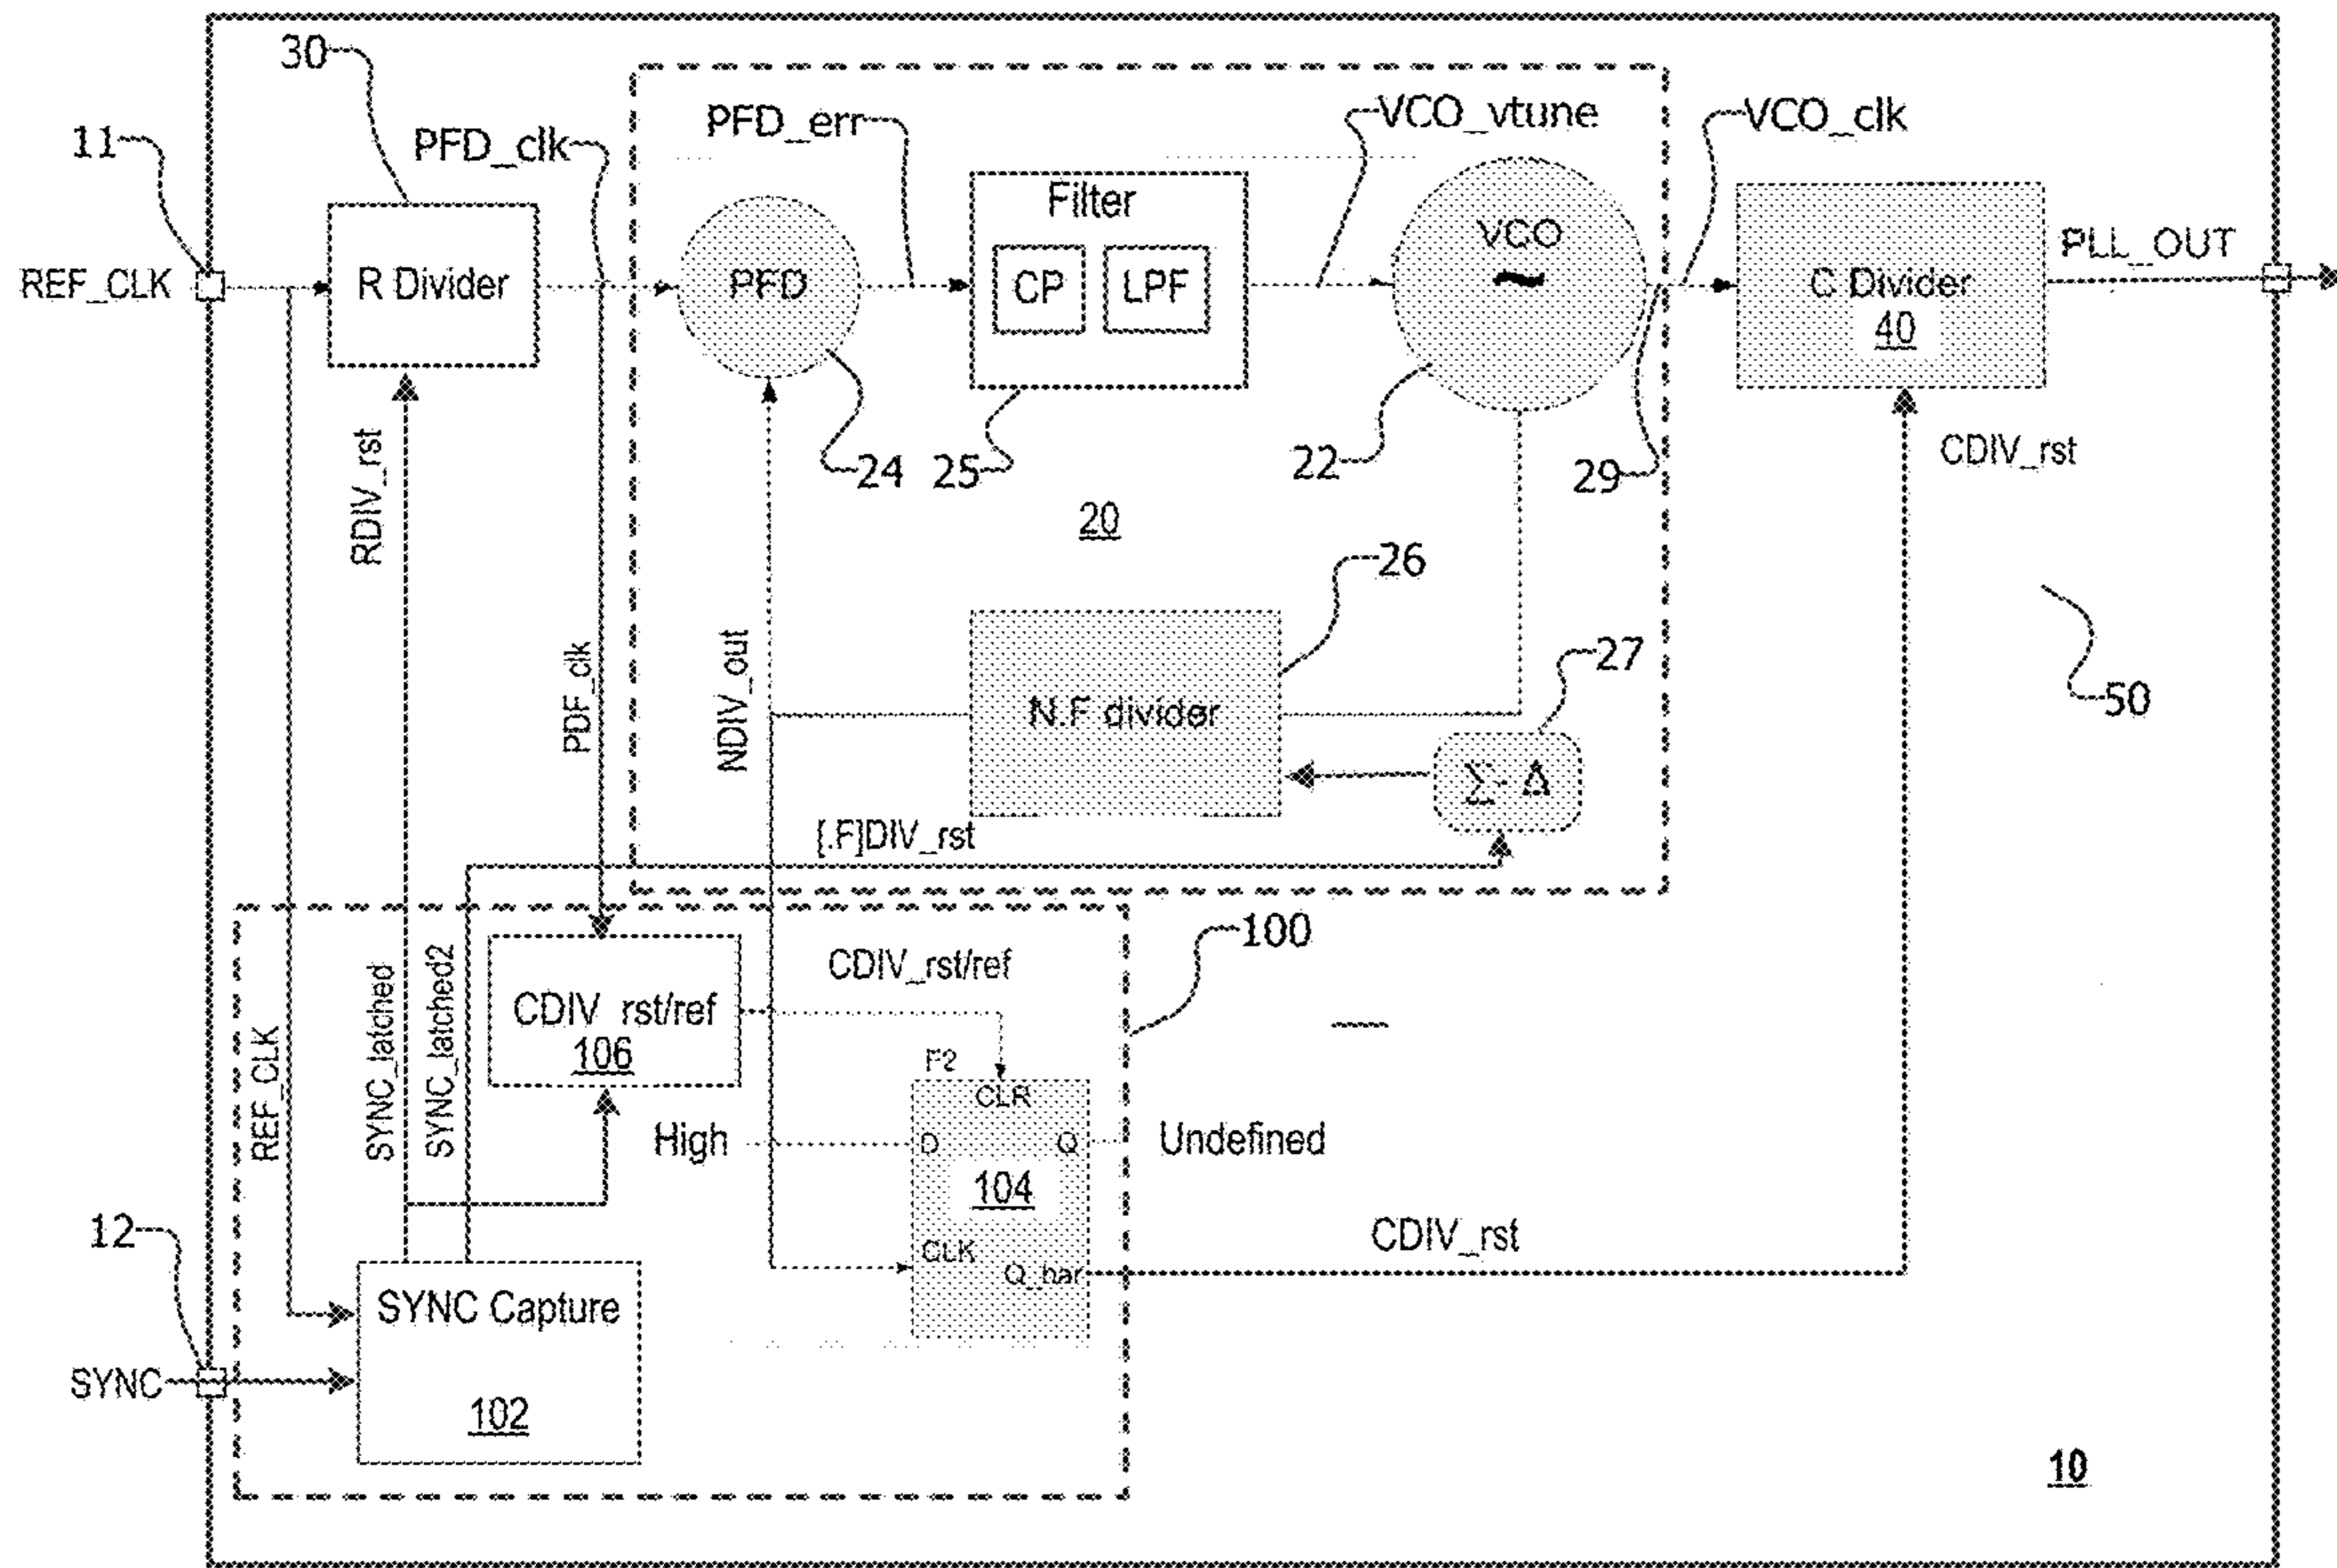 30
11
PFD_clk
PFD_err
VCO_vtune
VCO_clk
REF_CLK
R Divider
PFD
Filter
CP
LPF
VCO
~
C Divider
40
PLL_OUT
RDIV_rst
24
25
22
29
CDIV_rst
20
26
PDF_clk
NDIV_out
N.F divider
27
Σ- Δ
50
[.F]DIV_rst
100
REF_CLK
SYNC_latched
SYNC_latched2
CDIV_rst/ref
CDIV_rst/ref
106
F2
CLR
High
D
Q
Undefined
104
CLK
Q_bar
CDIV_rst
12
SYNC
SYNC Capture
102
10